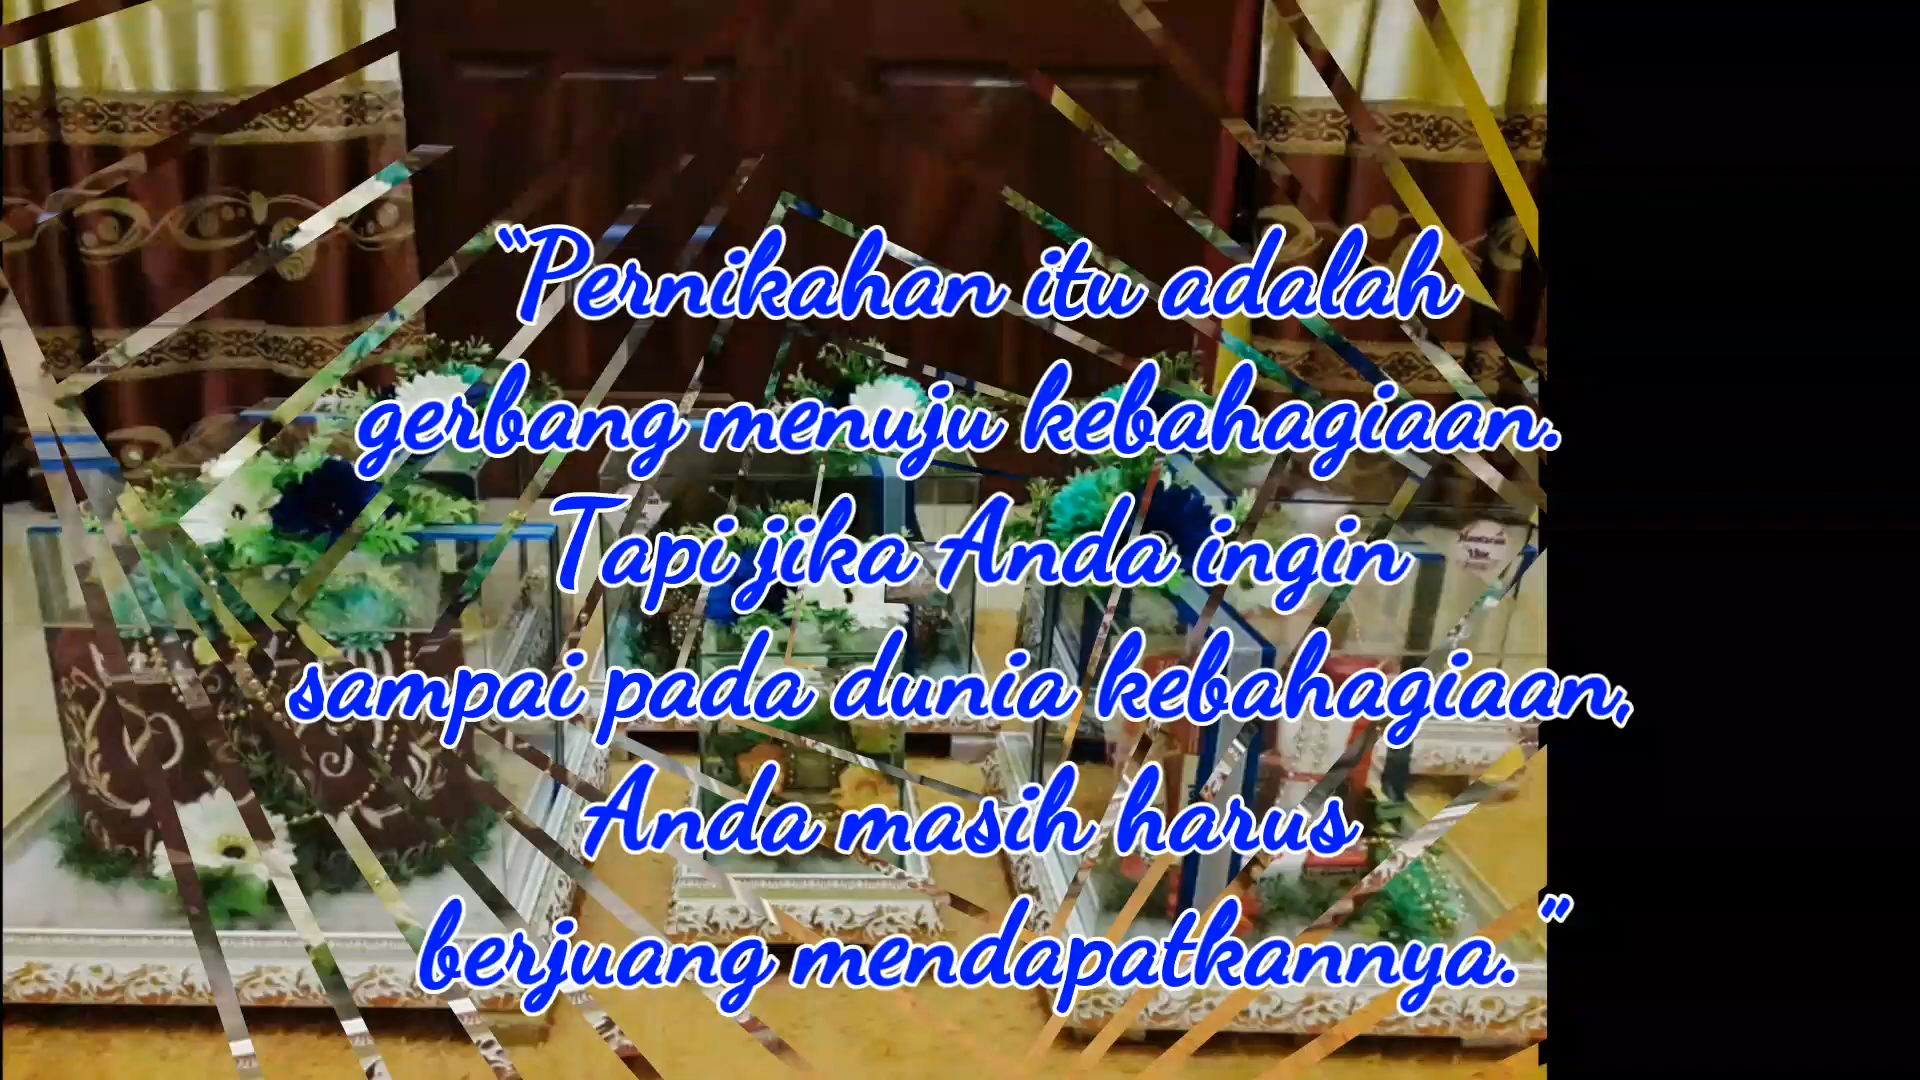 “Pernikahan itu adalah
gerbang menuju kebahagiaan.
Tapi jika Anda ingin
sampai pada dunia kebahagiaan,
Anda masih harus
berjuang mendapatkannya.”